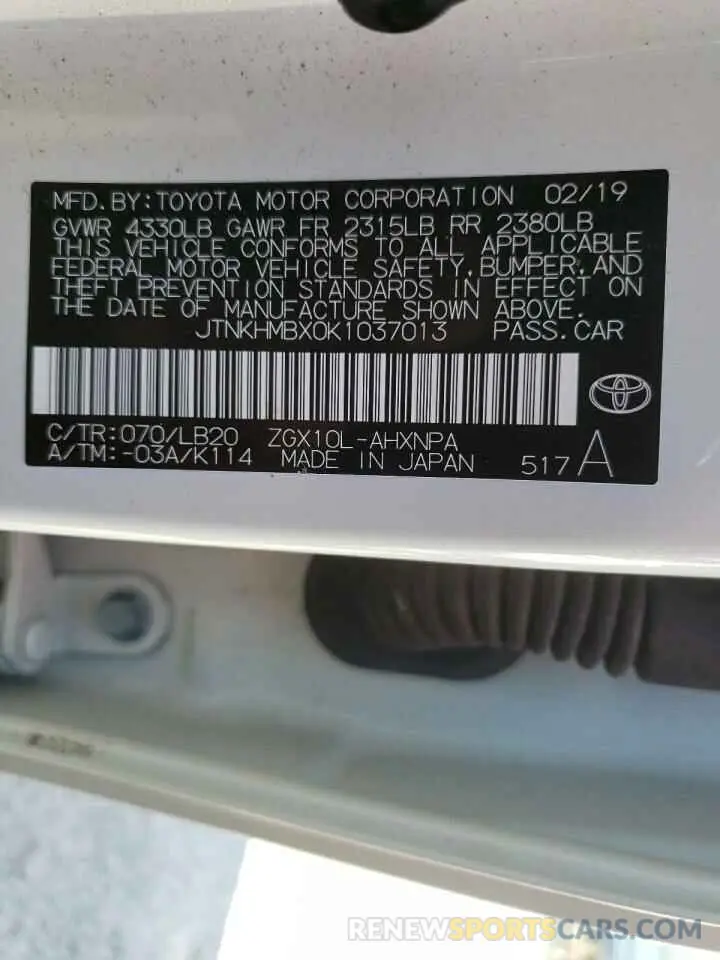 MFD.BY:TOYOTA MOTOR CORPORATION 02/19
GVWR 4330LB GAWR FR 2315LB RR 2380LB
THIS VEHICLE CONFORMS TO ALL APPLICABLE
FEDERAL MOTOR VEHICLE SAFETY,BUMPER,AND
THEFT PREVENTION STANDARDS IN EFFECT ON
THE DATE OF MANUFACTURE SHOWN ABOVE.
JTNKHMBX0K1037013 PASS.CAR
C/TR:070/LB20 ZGX10L-AHXNPA
A/TM:-03A/K114 MADE IN JAPAN 517A
RENEWSPORTSCARS.COM